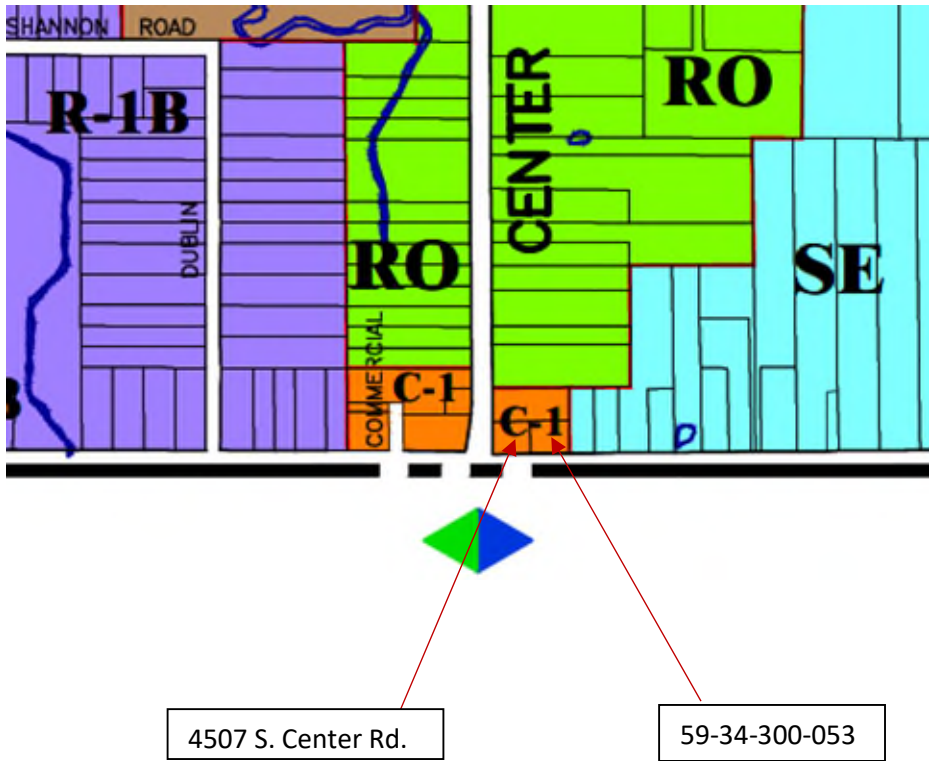 SHANNON ROAD
R-1B
DUBLIN
RO
COMMERCIAL
C-1
CENTER
RO
SE
C-1
4507 S. Center Rd.
59-34-300-053